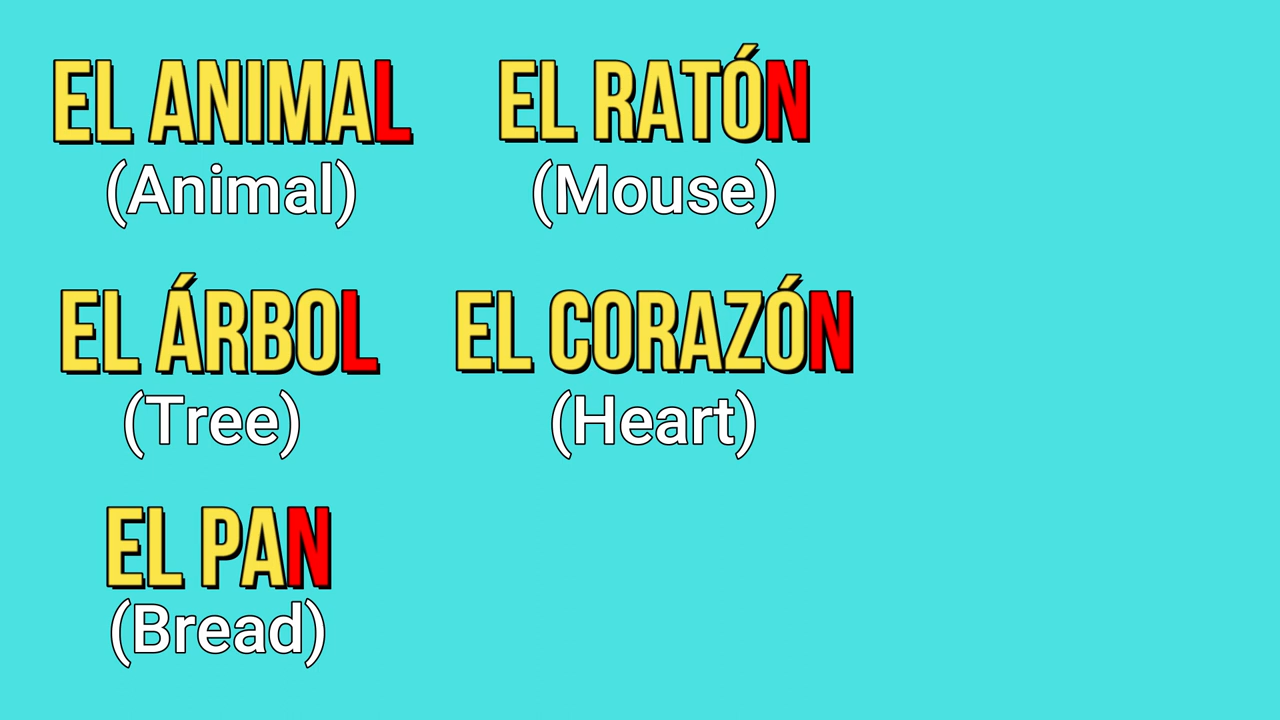 EL ANIMAL
(Animal)
EL ÁRBOL
(Tree)
EL PAN
(Bread)
EL RATÓN
(Mouse)
EL CORAZÓN
(Heart)